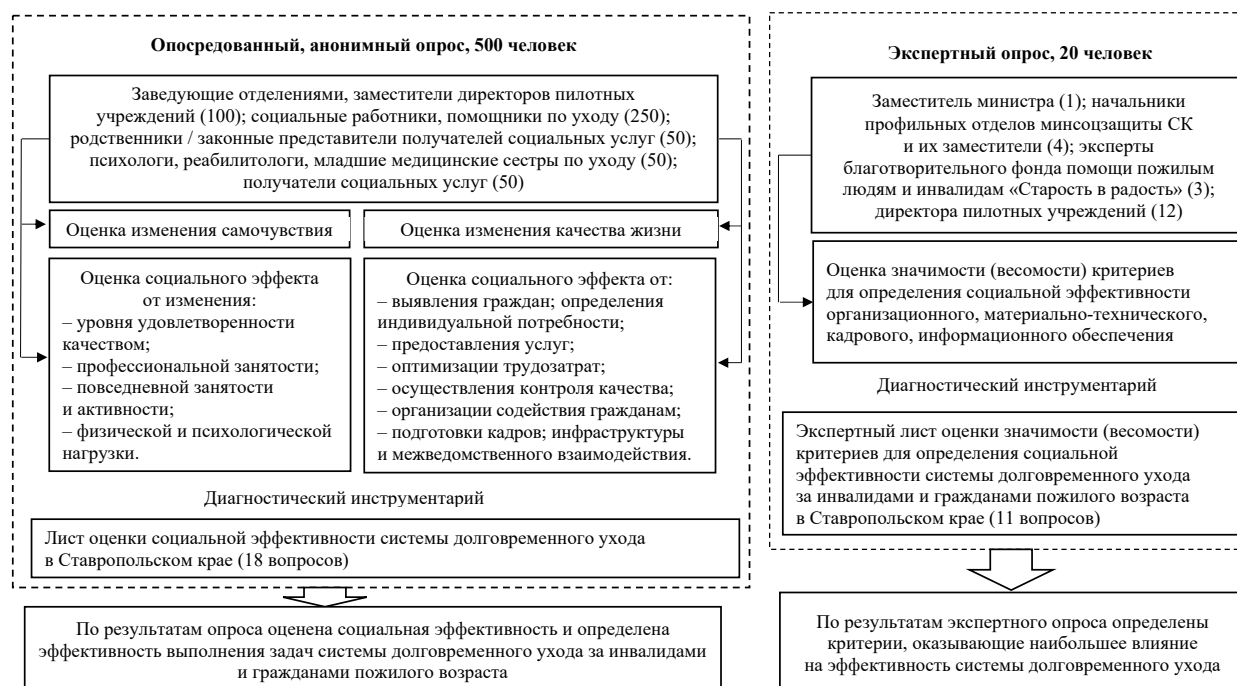 Опосредованный, анонимный опрос, 500 человек
Заведующие отделениями, заместители директоров пилотных
учреждений (100); социальные работники, помощники по уходу (250);
родственники / законные представители получателей социальных услуг (50);
психологи, реабилитологи, младшие медицинские сестры по уходу (50);
получатели социальных услуг (50)
Оценка изменения самочувствия
Оценка изменения качества жизни
Оценка социального эффекта
от изменения:
– уровня удовлетворенности
качеством;
– профессиональной занятости;
– повседневной занятости
и активности;
– физической и психологической
нагрузки.
Оценка социального эффекта от:
– выявления граждан; определения
индивидуальной потребности;
– предоставления услуг;
– оптимизации трудозатрат;
– осуществления контроля качества;
– организации содействия гражданам;
– подготовки кадров; инфраструктуры
и межведомственного взаимодействия.
Диагностический инструментарий
Лист оценки социальной эффективности системы долговременного ухода
в Ставропольском крае (18 вопросов)
По результатам опроса оценена социальная эффективность и определена
эффективность выполнения задач системы долговременного ухода за инвалидами
и гражданами пожилого возраста
Экспертный опрос, 20 человек
Заместитель министра (1); начальники
профильных отделов минсоцзащиты СК
и их заместители (4); эксперты
благотворительного фонда помощи пожилым
людям и инвалидам «Старость в радость» (3);
директора пилотных учреждений (12)
Оценка значимости (весомости) критериев
для определения социальной эффективности
организационного, материально-технического,
кадрового, информационного обеспечения
Диагностический инструментарий
Экспертный лист оценки значимости (весомости)
критериев для определения социальной
эффективности системы долговременного ухода
за инвалидами и гражданами пожилого возраста
в Ставропольском крае (11 вопросов)
По результатам экспертного опроса определены
критерии, оказывающие наибольшее влияние
на эффективность системы долговременного ухода